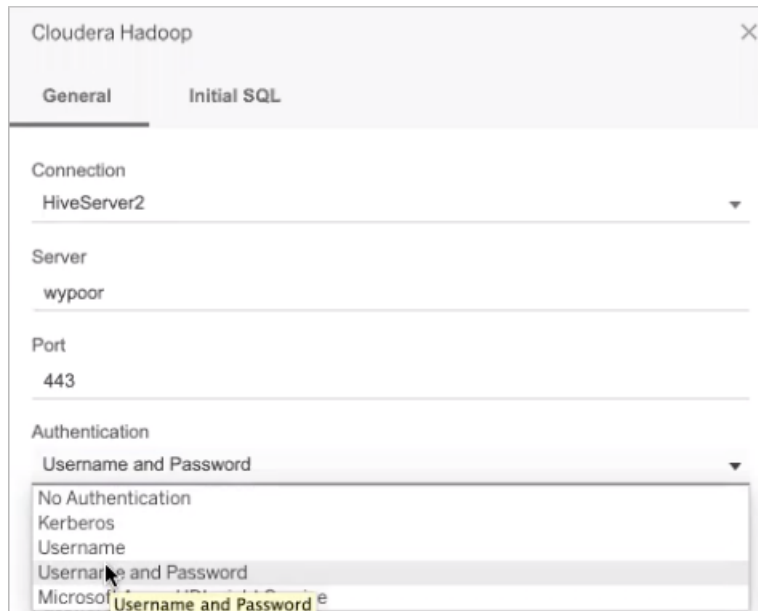 Cloudera Hadoop
General Initial SQL
Connection
HiveServer2
Server
wypoor
Port
443
Authentication
Username and Password
No Authentication
Kerberos
Username
Username and Password
Microsoft
Username and Password